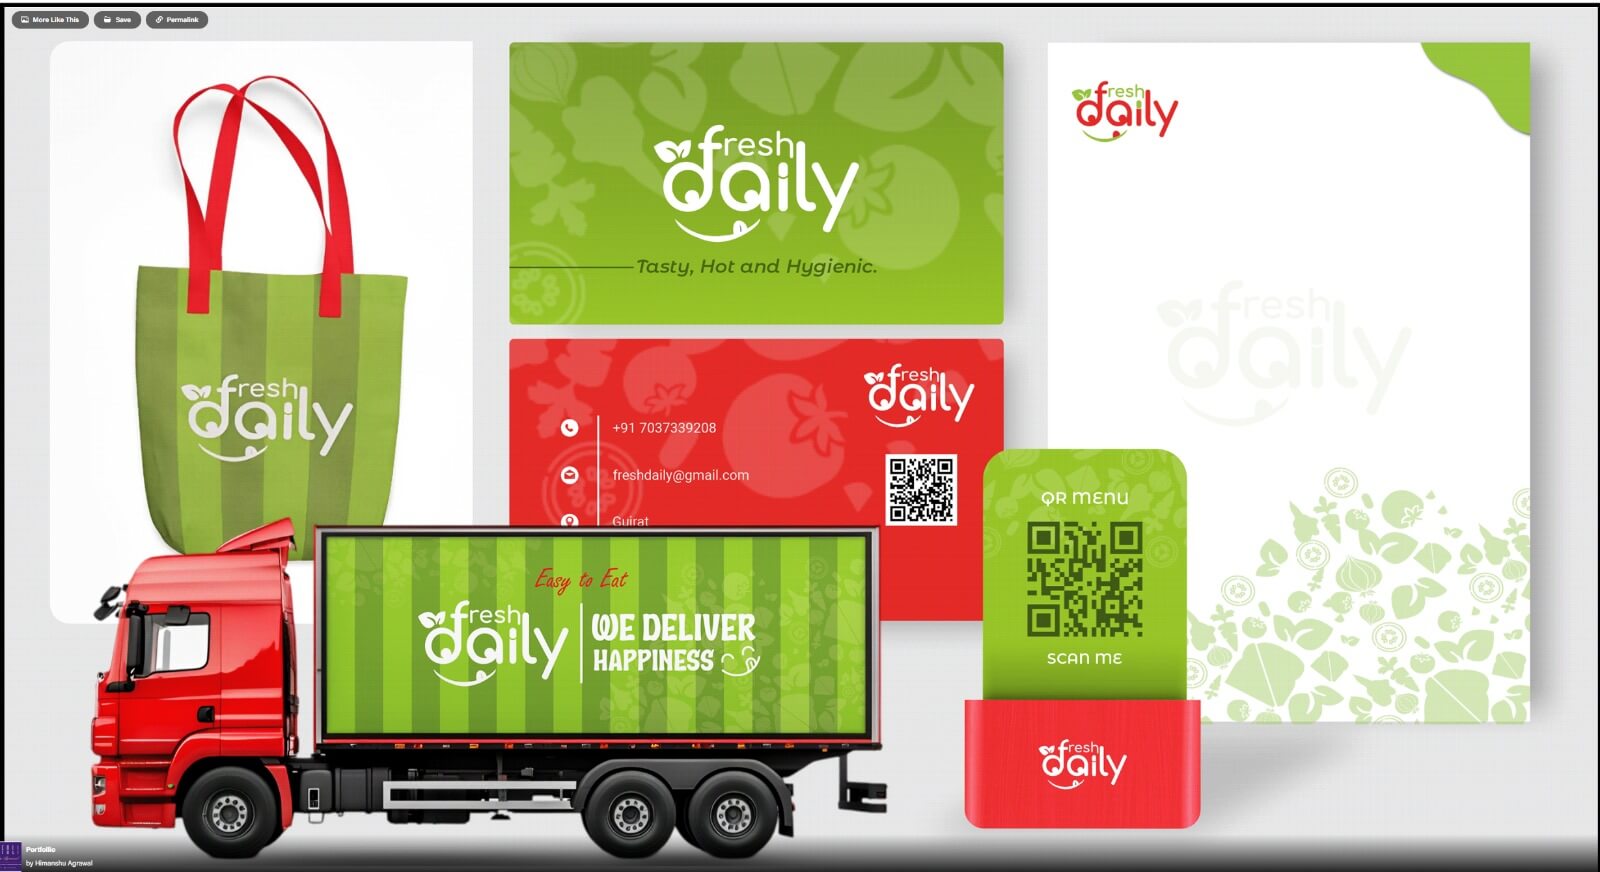 More Like This
Save
Permalink
fresh
daily
fresh
daily
Tasty, Hot and Hygienic.
fresh
daily
+91 7037339208
freshdaily@gmail.com
Gujrat
fresh
daily
fresh
daily
QR MENU
SCAN ME
fresh
daily
Easy to Eat
fresh
daily
WE DELIVER
HAPPINESS
Portfolio
by Himanshu Agrawal